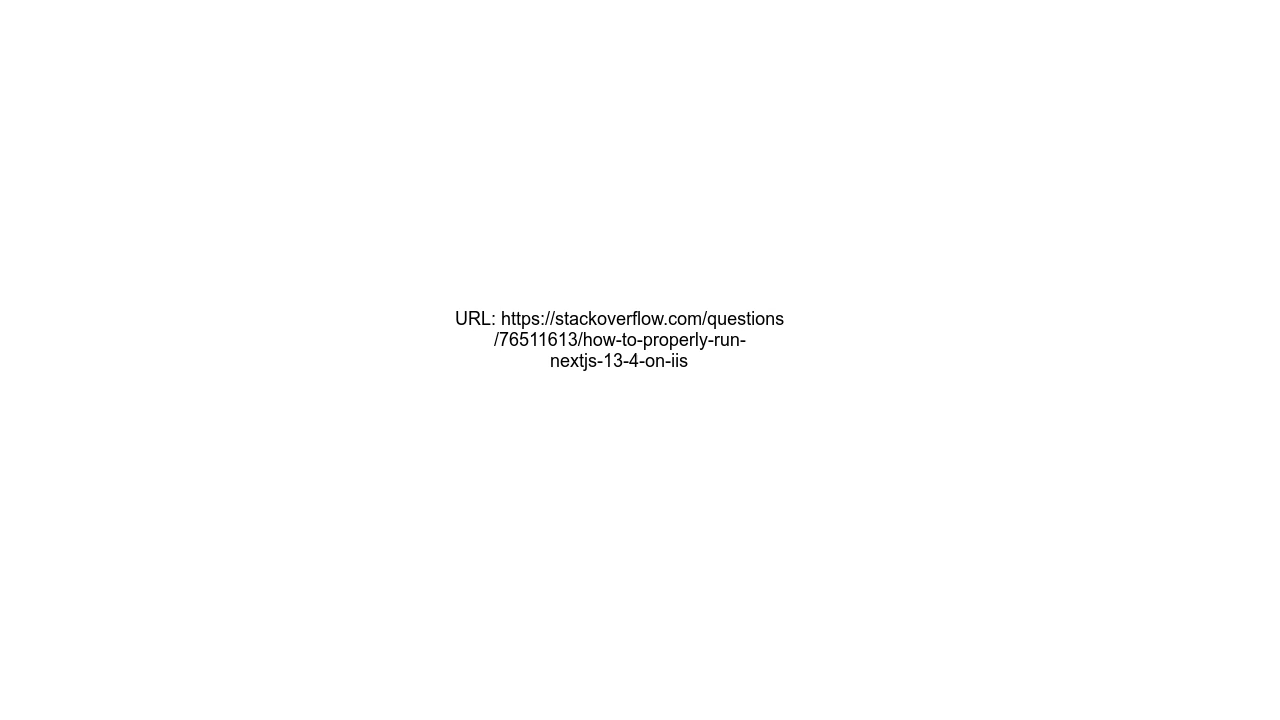 URL: https://stackoverflow.com/questions
/76511613/how-to-properly-run-
nextjs-13-4-on-iis